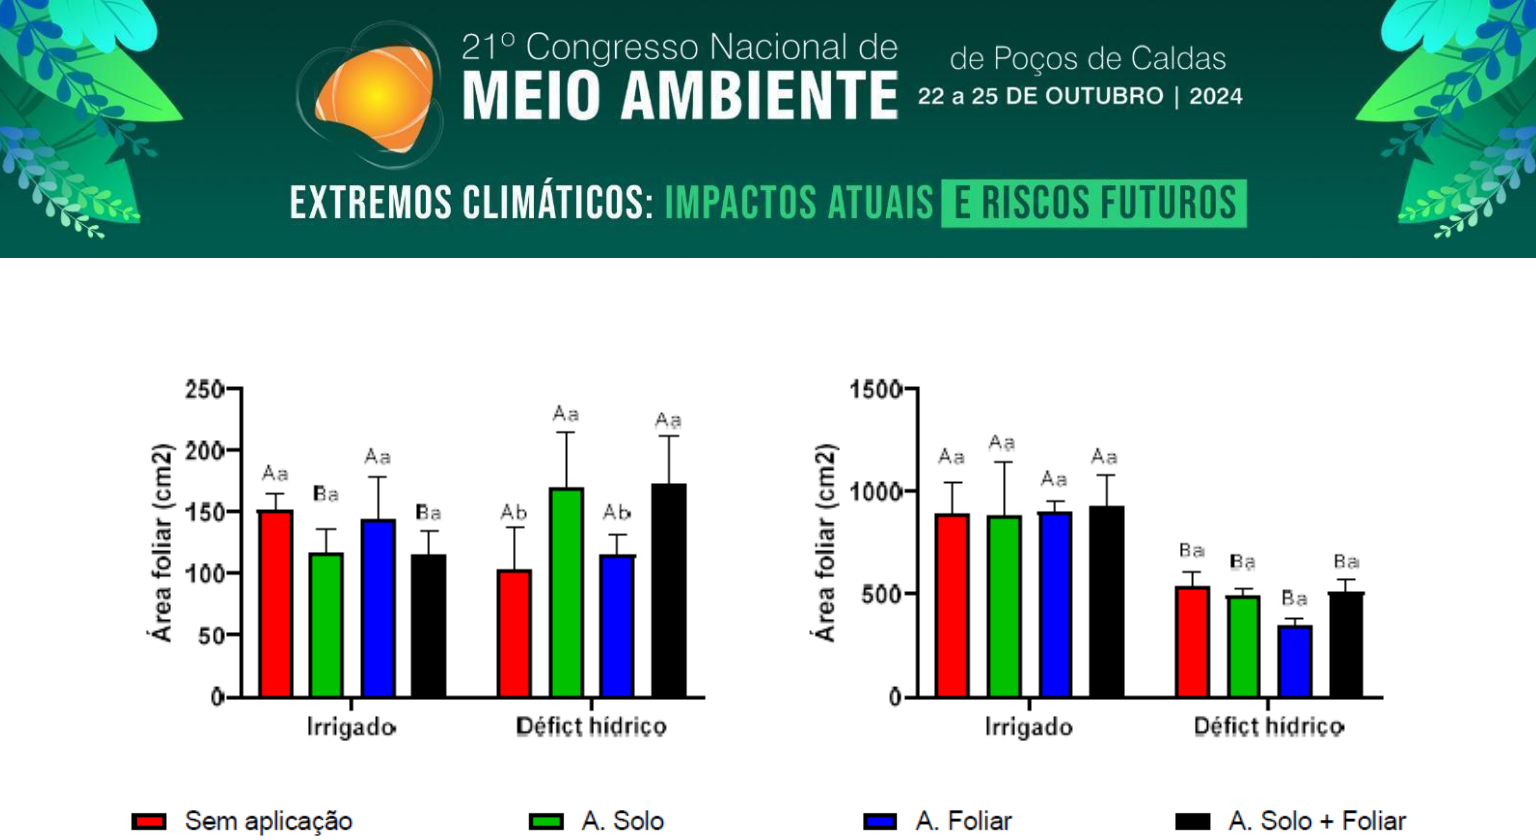 21º Congresso Nacional de
MEIO AMBIENTE
de Poços de Caldas
22 a 25 DE OUTUBRO | 2024
EXTREMOS CLIMÁTICOS: IMPACTOS ATUAIS E RISCOS FUTUROS
Área foliar (cm2)
250
200
150
100
50
0
Aa
Ba
Aa
Ba
Ab
Aa
Ab
Aa
Irrigado
Défict hídrico
Área foliar (cm2)
1500
1000
500
0
Aa
Aa
Aa
Aa
Ba
Ba
Ba
Ba
Irrigado
Défict hídrico
Sem aplicação
A. Solo
A. Foliar
A. Solo + Foliar